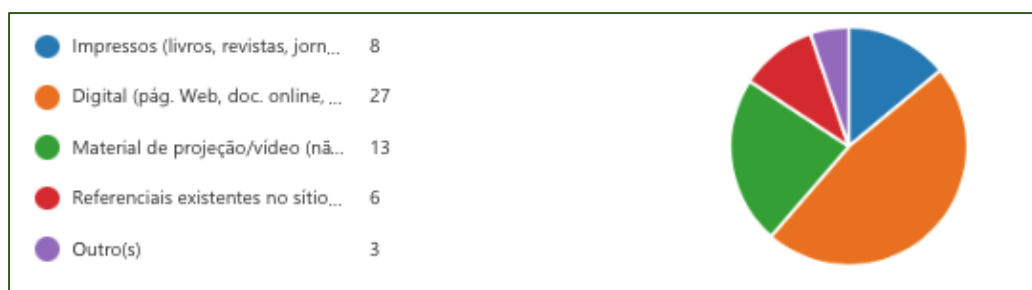 Impressos (livros, revistas, jorn... 8
Digital (pág. Web, doc. online, ... 27
Material de projeção/vídeo (nã... 13
Referenciais existentes no sítio... 6
Outro(s) 3